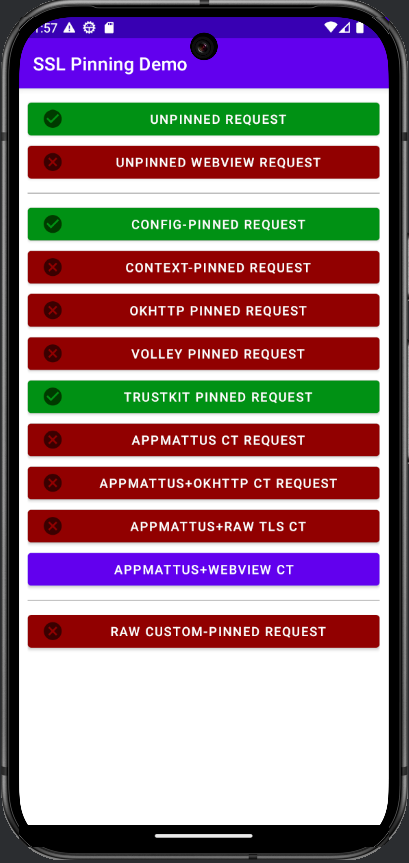 1:57
SSL Pinning Demo
UNPINNED REQUEST
UNPINNED WEBVIEW REQUEST
CONFIG-PINNED REQUEST
CONTEXT-PINNED REQUEST
OKHTTP PINNED REQUEST
VOLLEY PINNED REQUEST
TRUSTKIT PINNED REQUEST
APPMATTUS CT REQUEST
APPMATTUS+OKHTTP CT REQUEST
APPMATTUS+RAW TLS CT
APPMATTUS+WEBVIEW CT
RAW CUSTOM-PINNED REQUEST